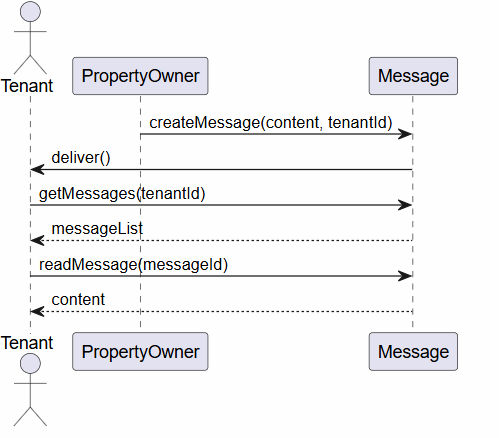 Tenant
PropertyOwner
Message
createMessage(content, tenantId)
deliver()
getMessages(tenantId)
messageList
readMessage(messageId)
content
Tenant
PropertyOwner
Message